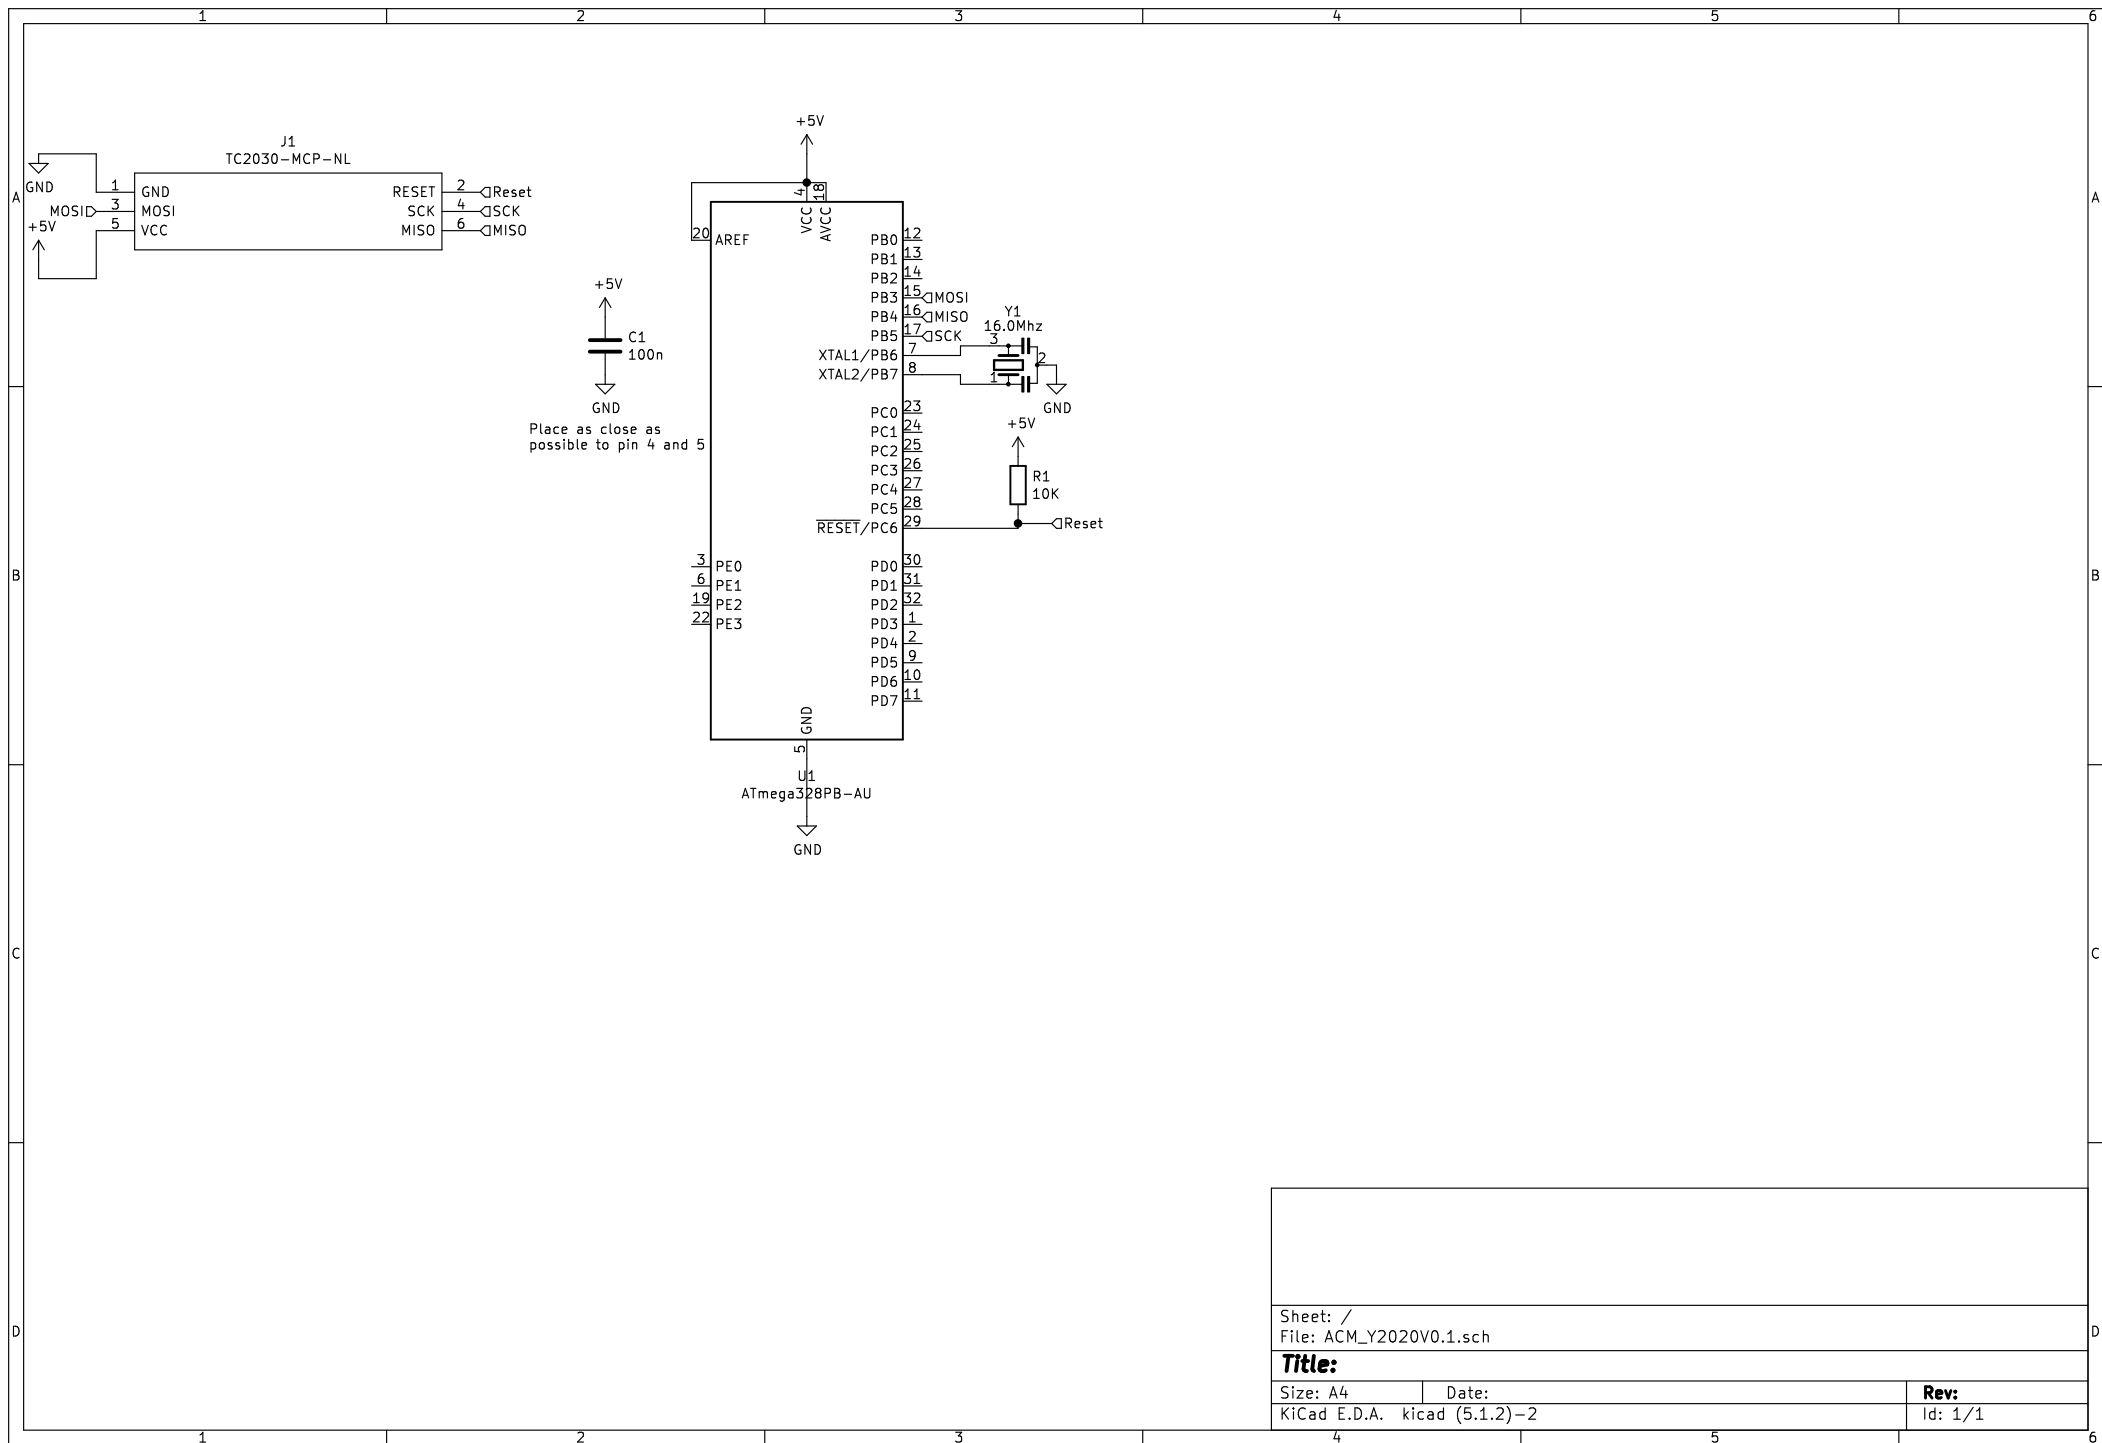 1 2 3 4 5 6
A A
B B
C C
D D
J1
TC2030-MCP-NL
GND
MOSI
+5V
1 GND
3 MOSI
5 VCC
RESET 2 Reset
SCK 4 SCK
MISO 6 MISO
+5V
C1
100n
GND
Place as close as
possible to pin 4 and 5
+5V
4 VCC
18 AVCC
20 AREF
PB0 12
PB1 13
PB2 14
PB3 15 MOSI
PB4 16 MISO
PB5 17 SCK
XTAL1/PB6 7
XTAL2/PB7 8
Y1
16.0Mhz
3
2
1
GND
PC0 23
PC1 24
PC2 25
PC3 26
PC4 27
PC5 28
RESET/PC6 29
+5V
R1
10K
Reset
3 PE0
6 PE1
19 PE2
22 PE3
PD0 30
PD1 31
PD2 32
PD3 1
PD4 2
PD5 9
PD6 10
PD7 11
GND
5
U1
ATmega328PB-AU
GND
Sheet: /
File: ACM_Y2020V0.1.sch
Title:
Size: A4 Date: Rev:
KiCad E.D.A. kicad (5.1.2)-2 Id: 1/1
1 2 3 4 5 6